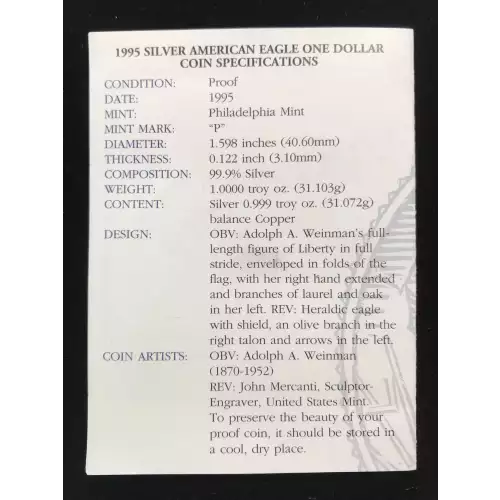 1995 SILVER AMERICAN EAGLE ONE DOLLAR
COIN SPECIFICATIONS
CONDITION: Proof
DATE: 1995
MINT: Philadelphia Mint
MINT MARK: "P"
DIAMETER: 1.598 inches (40.60mm)
THICKNESS: 0.122 inch (3.10mm)
COMPOSITION: 99.9% Silver
WEIGHT: 1.0000 troy oz. (31.103g)
CONTENT: Silver 0.999 troy oz. (31.072g)
balance Copper
DESIGN: OBV: Adolph A. Weinman's full-
length figure of Liberty in full
stride, enveloped in folds of the
flag, with her right hand extended
and branches of laurel and oak
in her left. REV: Heraldic eagle
with shield, an olive branch in the
right talon and arrows in the left.
COIN ARTISTS: OBV: Adolph A. Weinman
(1870-1952)
REV: John Mercanti, Sculptor-
Engraver, United States Mint.
To preserve the beauty of your
proof coin, it should be stored in
a cool, dry place.